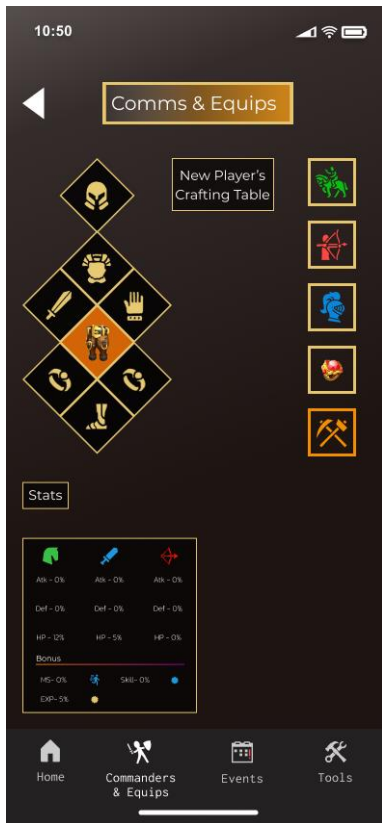 10:50
Comms & Equips
New Player's
Crafting Table
Stats
Atk - 0% Atk - 0% Atk - 0%
Def - 0% Def - 0% Def - 0%
HP - 12% HP - 5% HP - 0%
Bonus
MS- 0% Skill- 0%
EXP- 5%
Home Commanders Events Tools
& Equips